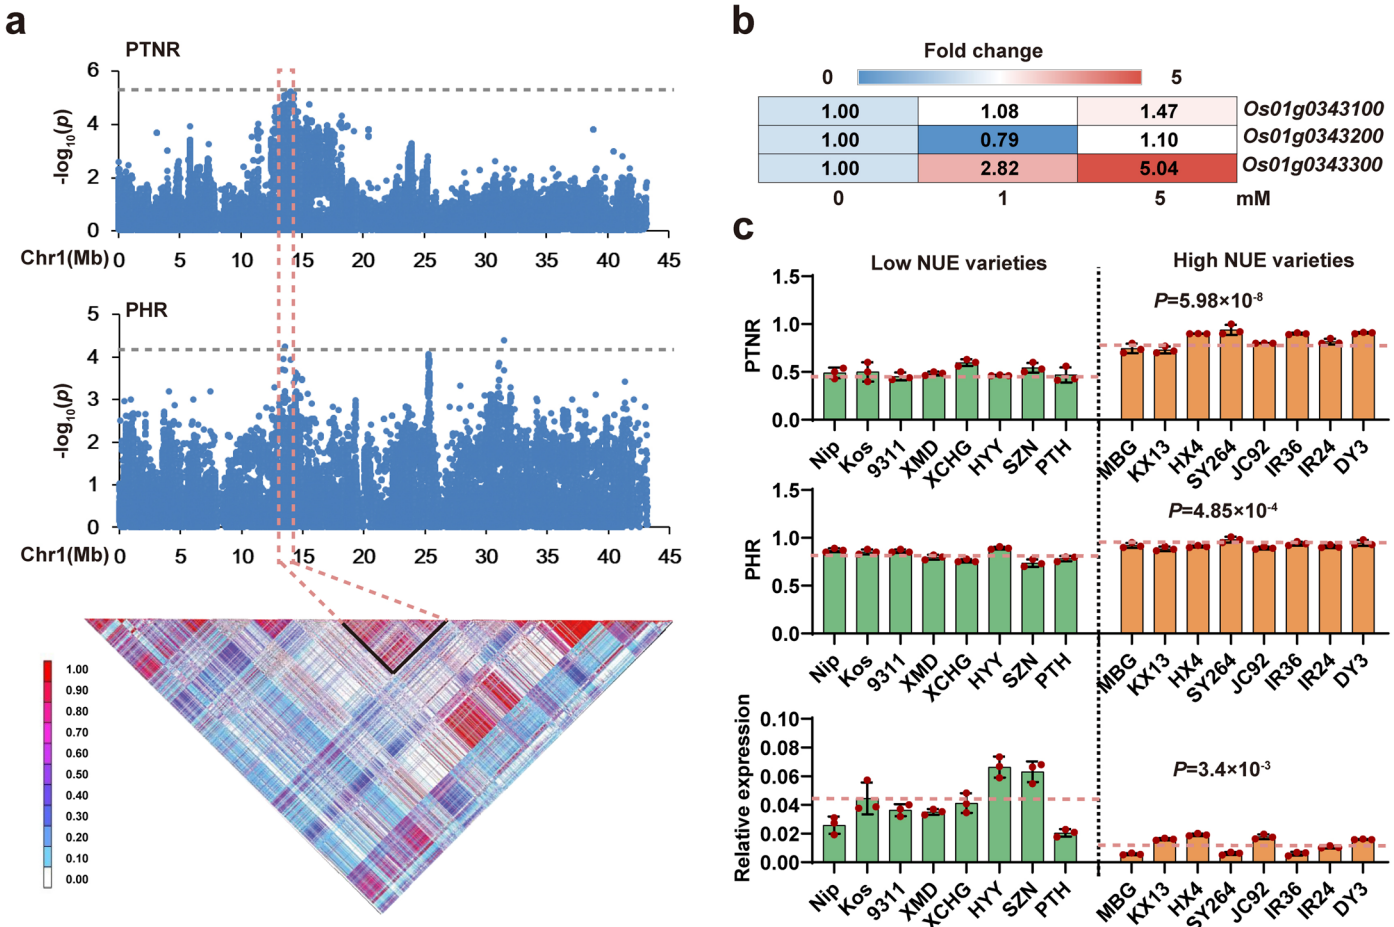 a
PTNR
6
4
2
0
-log10(p)
Chr1(Mb) 0 5 10 15 20 25 30 35 40 45
PHR
5
4
3
2
1
0
-log10(p)
Chr1(Mb) 0 5 10 15 20 25 30 35 40 45
1.00
0.90
0.80
0.70
0.60
0.50
0.40
0.30
0.20
0.10
0.00
b
Fold change
0 5
1.00 1.08 1.47 Os01g0343100
1.00 0.79 1.10 Os01g0343200
1.00 2.82 5.04 Os01g0343300
0 1 5 mM
c
Low NUE varieties High NUE varieties
P=5.98×10-8
PTNR
1.5
1.0
0.5
0.0
Nip Kos 9311 XMD XCHG HYY SZN PTH MBG KX13 HX4 SY264 JC92 IR36 IR24 DY3
P=4.85×10-4
PHR
1.5
1.0
0.5
0.0
Nip Kos 9311 XMD XCHG HYY SZN PTH MBG KX13 HX4 SY264 JC92 IR36 IR24 DY3
P=3.4×10-3
Relative expression
0.10
0.08
0.06
0.04
0.02
0.00
Nip Kos 9311 XMD XCHG HYY SZN PTH MBG KX13 HX4 SY264 JC92 IR36 IR24 DY3